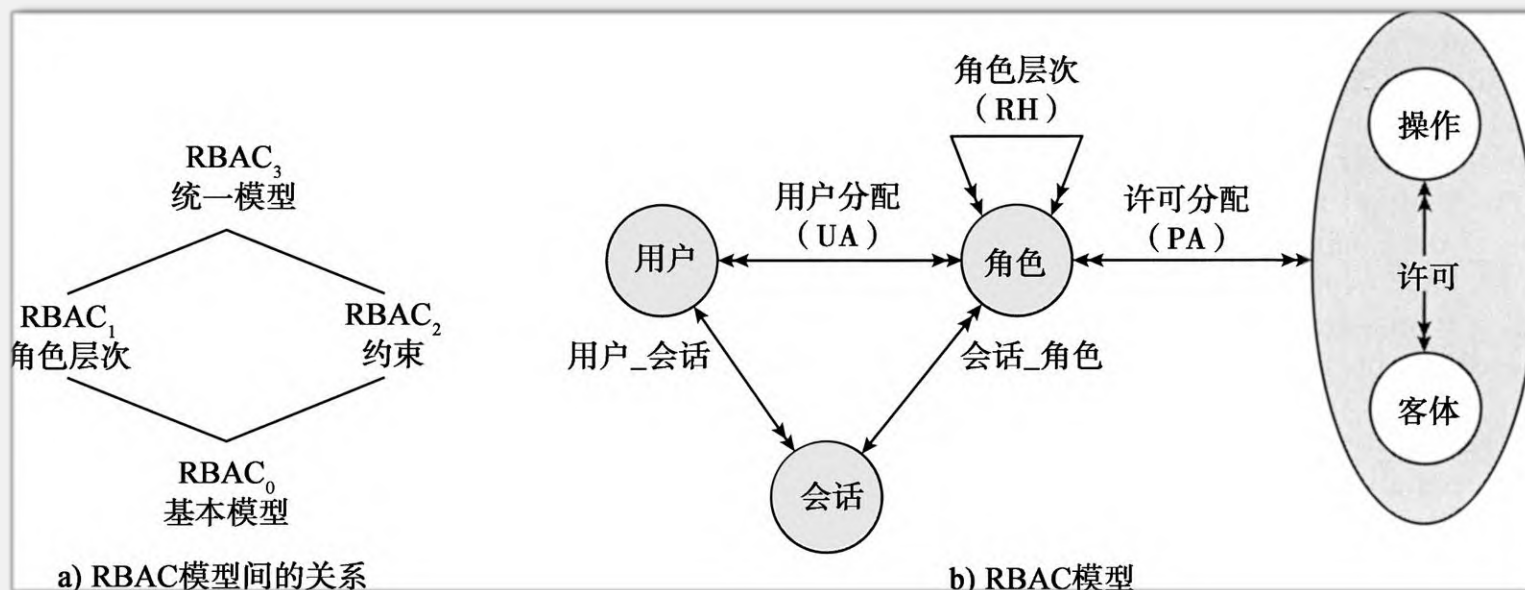 RBAC₃
统一模型
RBAC₁
角色层次
RBAC₂
约束
RBAC₀
基本模型
a) RBAC模型间的关系
角色层次
（RH）
用户分配
（UA）
许可分配
（PA）
用户
角色
操作
许可
客体
用户_会话
会话_角色
会话
b) RBAC模型